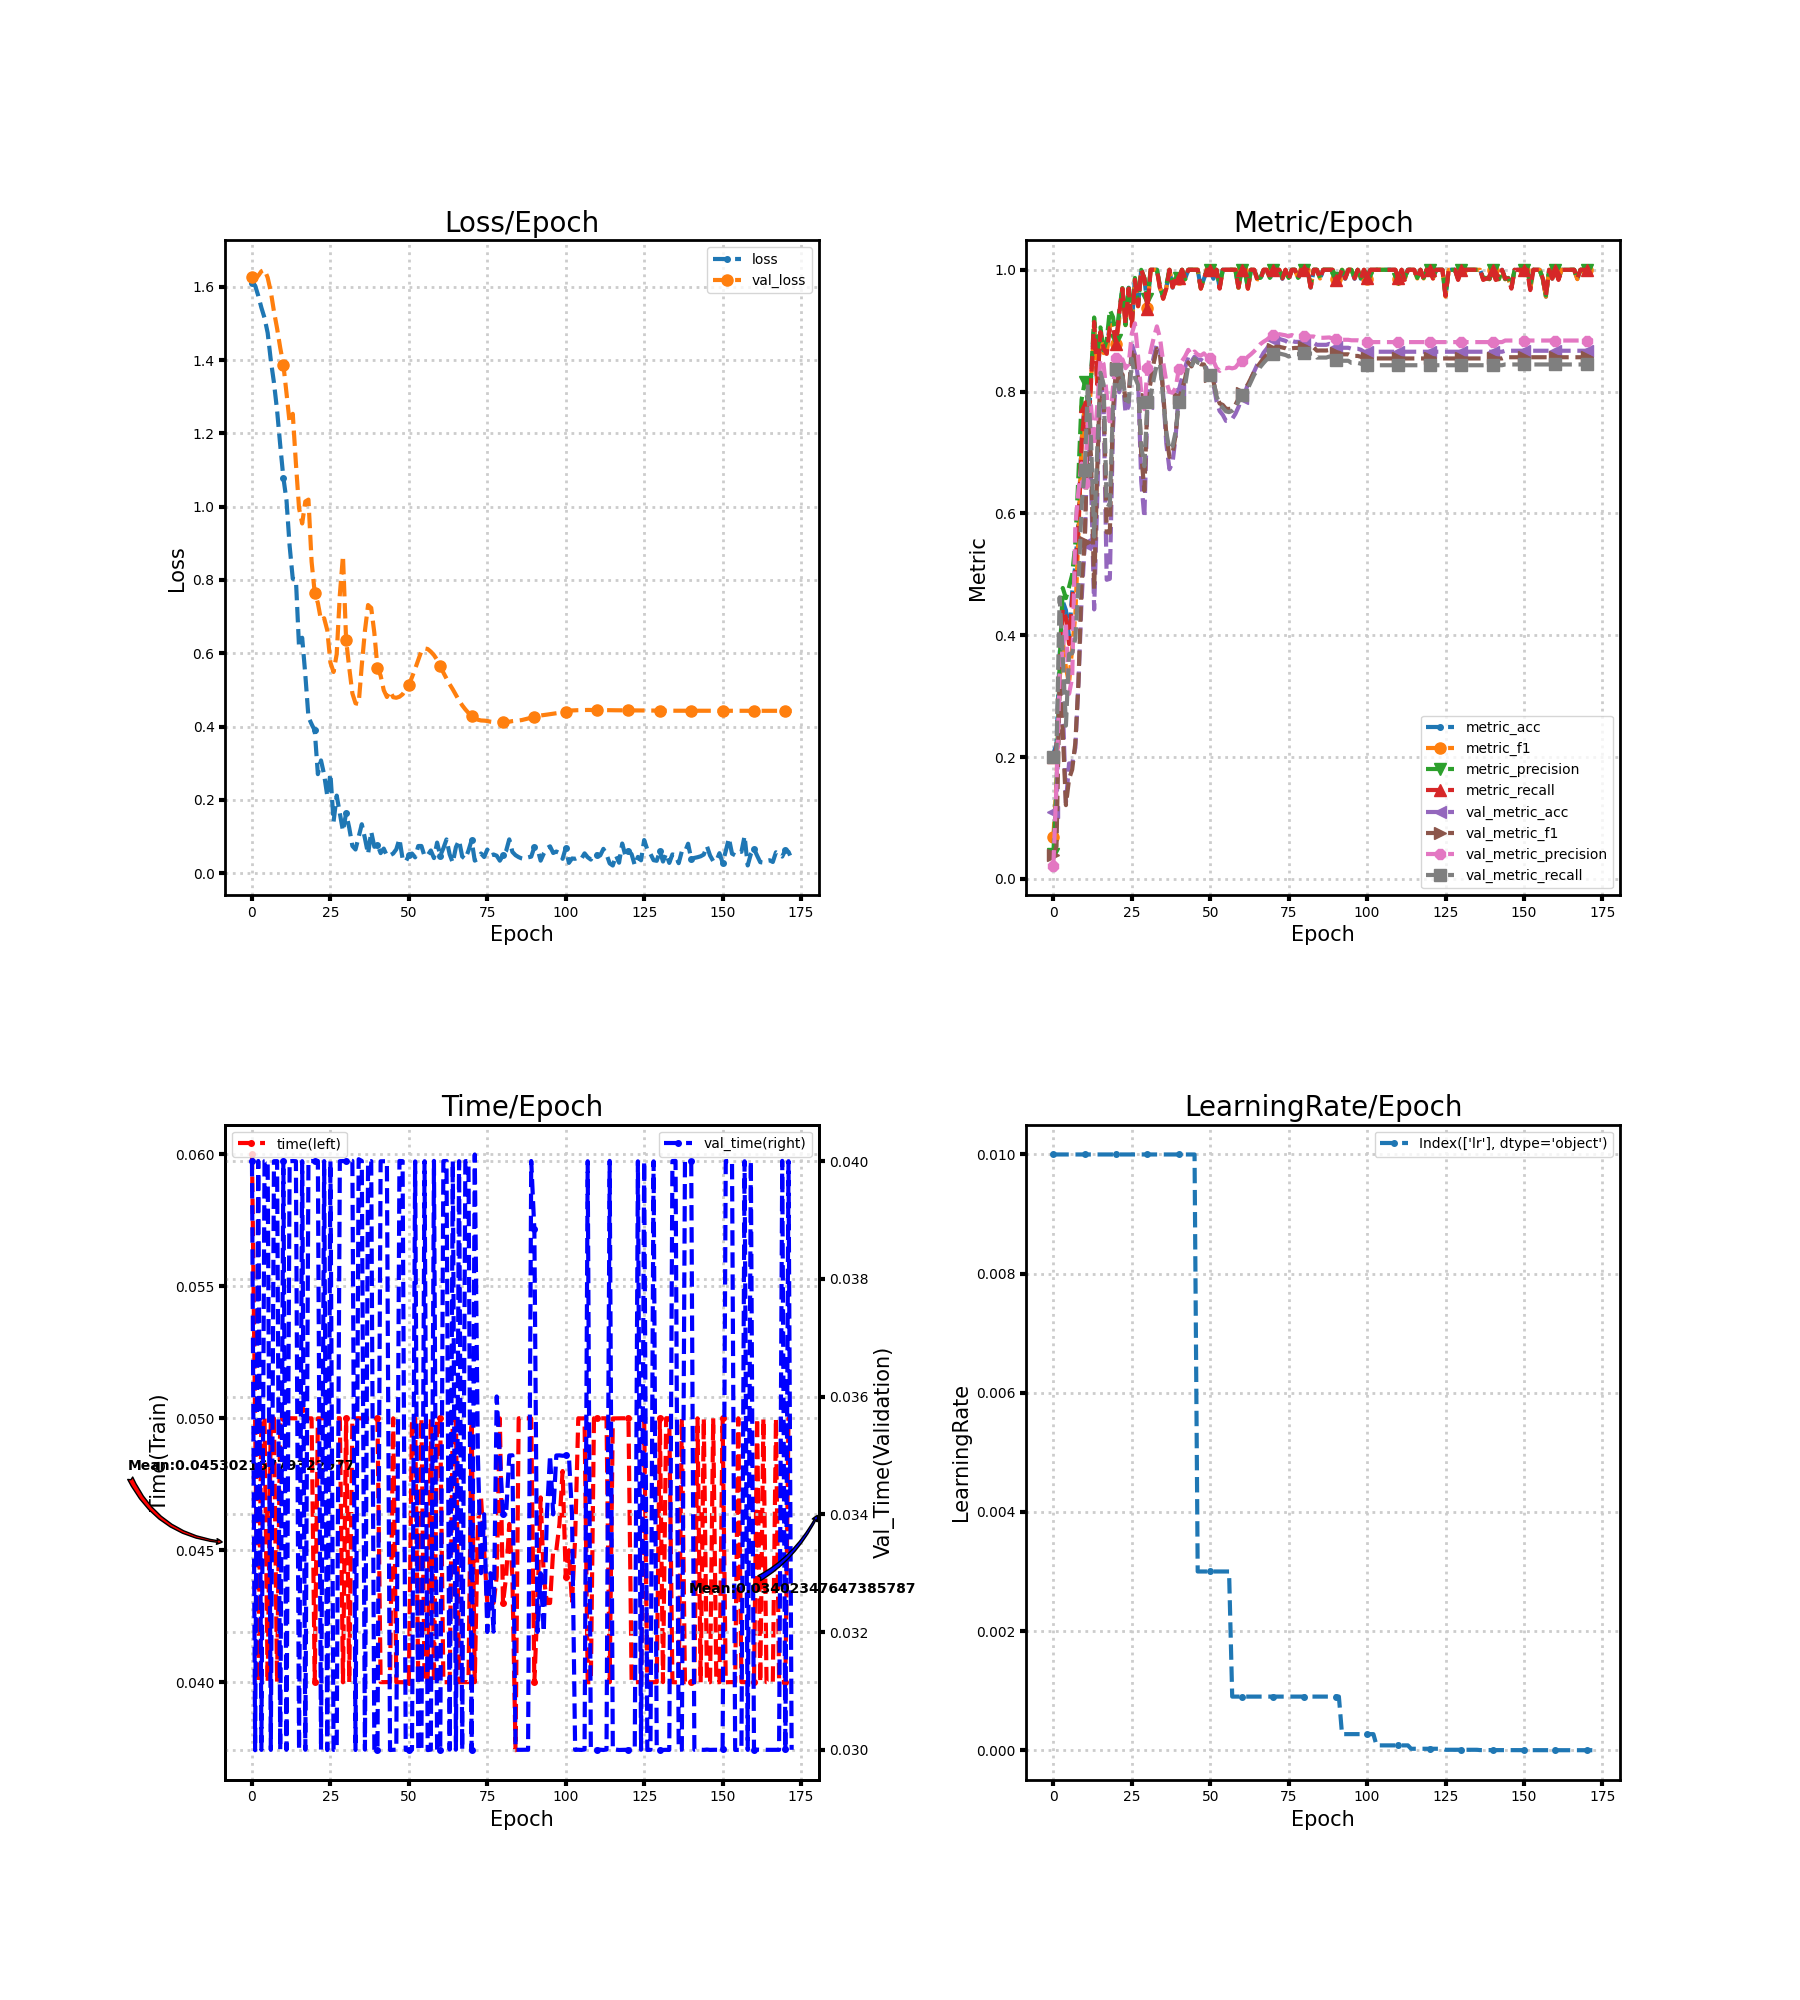 Loss/Epoch
loss
val_loss
1.6
1.4
1.2
1.0
0.8
0.6
0.4
0.2
0.0
Loss
0 25 50 75 100 125 150 175
Epoch
Metric/Epoch
1.0
0.8
0.6
0.4
0.2
0.0
Metric
metric_acc
metric_f1
metric_precision
metric_recall
val_metric_acc
val_metric_f1
val_metric_precision
val_metric_recall
0 25 50 75 100 125 150 175
Epoch
Time/Epoch
time(left)
val_time(right)
0.060
0.055
0.050
0.045
0.040
Time(Train)
0.040
0.038
0.036
0.034
0.032
0.030
Val_Time(Validation)
Mean:0.03402347647385787
0 25 50 75 100 125 150 175
Epoch
LearningRate/Epoch
Index(['lr'], dtype='object')
0.010
0.008
0.006
0.004
0.002
0.000
LearningRate
0 25 50 75 100 125 150 175
Epoch